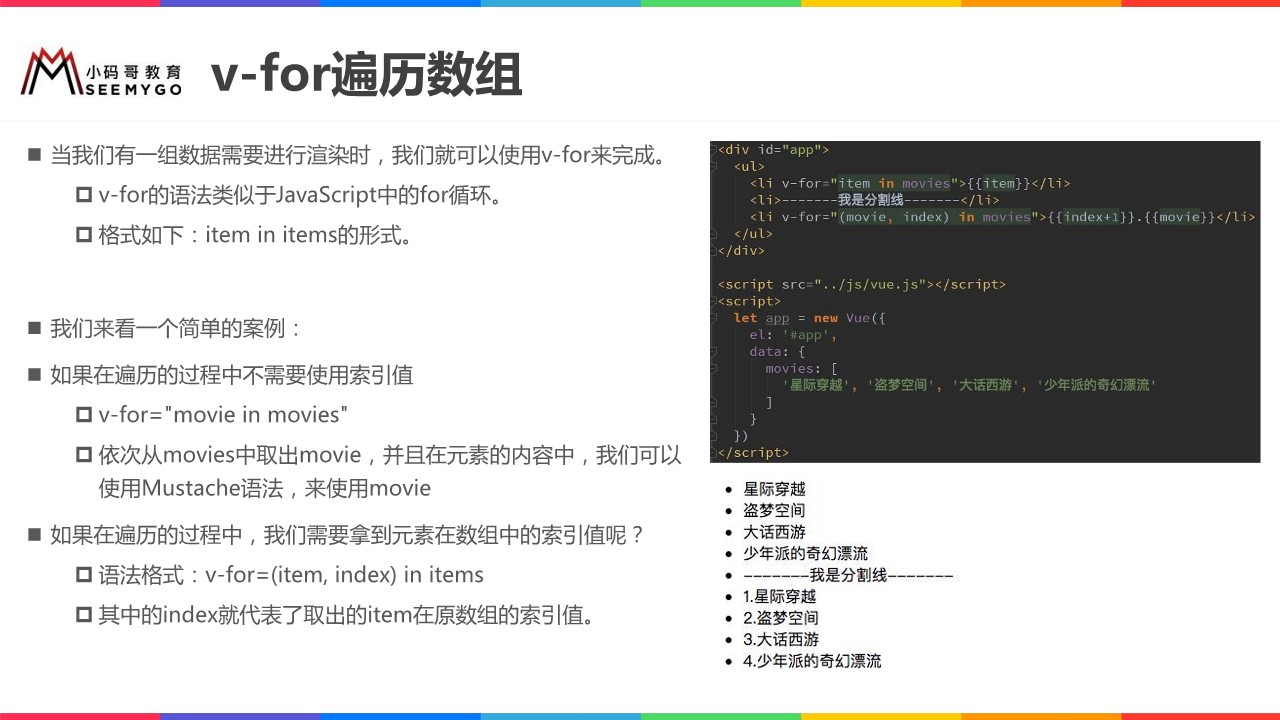 小码哥教育
SEEMYGO
v-for遍历数组
当我们有一组数据需要进行渲染时，我们就可以使用v-for来完成。
v-for的语法类似于JavaScript中的for循环。
格式如下：item in items的形式。
我们来看一个简单的案例：
如果在遍历的过程中不需要使用索引值
v-for="movie in movies"
依次从movies中取出movie，并且在元素的内容中，我们可以
使用Mustache语法，来使用movie
如果在遍历的过程中，我们需要拿到元素在数组中的索引值呢？
语法格式：v-for=(item, index) in items
其中的index就代表了取出的item在原数组的索引值。
<div id="app">
<ul>
<li v-for="item in movies">{{item}}</li>
<li>-------我是分割线-------</li>
<li v-for="(movie, index) in movies">{{index+1}}.{{movie}}</li>
</ul>
</div>
<script src="../js/vue.js"></script>
<script>
let app = new Vue({
el: '#app',
data: {
movies: [
'星际穿越', '盗梦空间', '大话西游', '少年派的奇幻漂流'
]
}
})
</script>
星际穿越
盗梦空间
大话西游
少年派的奇幻漂流
-------我是分割线-------
1.星际穿越
2.盗梦空间
3.大话西游
4.少年派的奇幻漂流